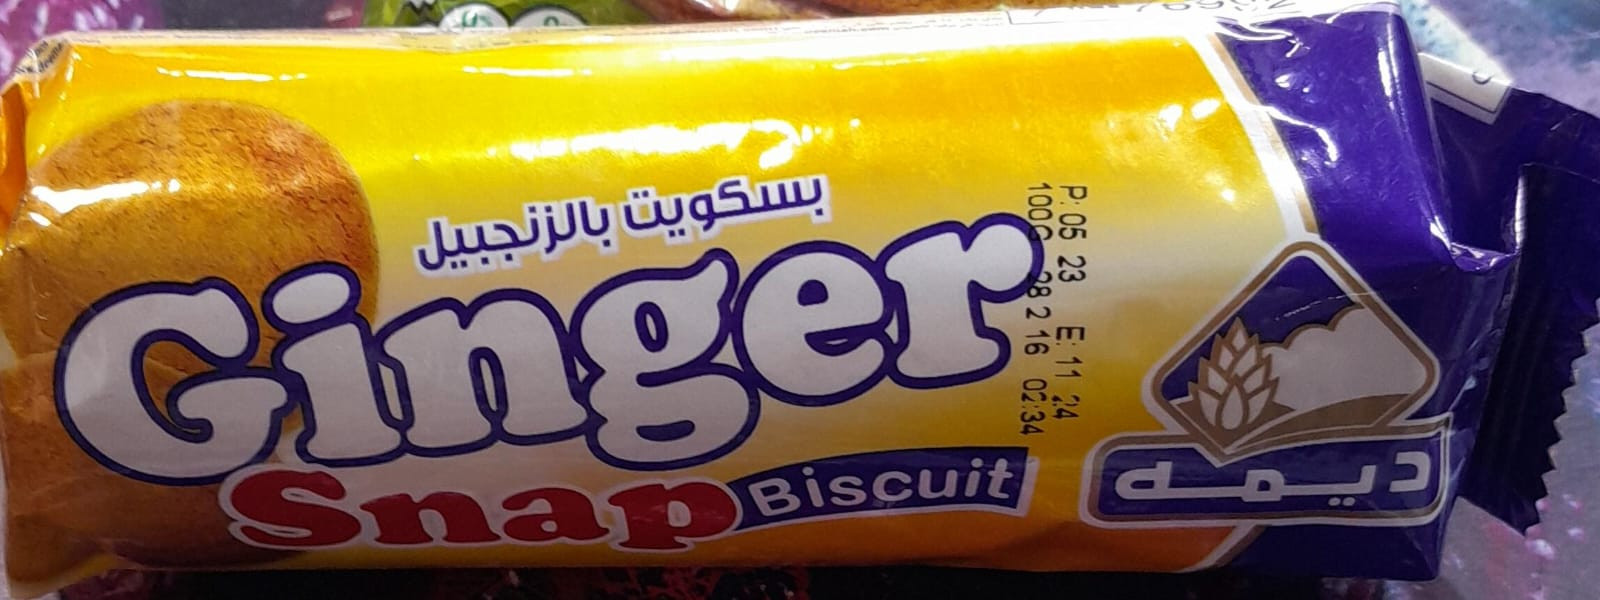 بسكويت بالزنجبيل
Ginger
Snap Biscuit
P: 05 23 E: 11 24
100G 28 2 16 02:34
ديمه